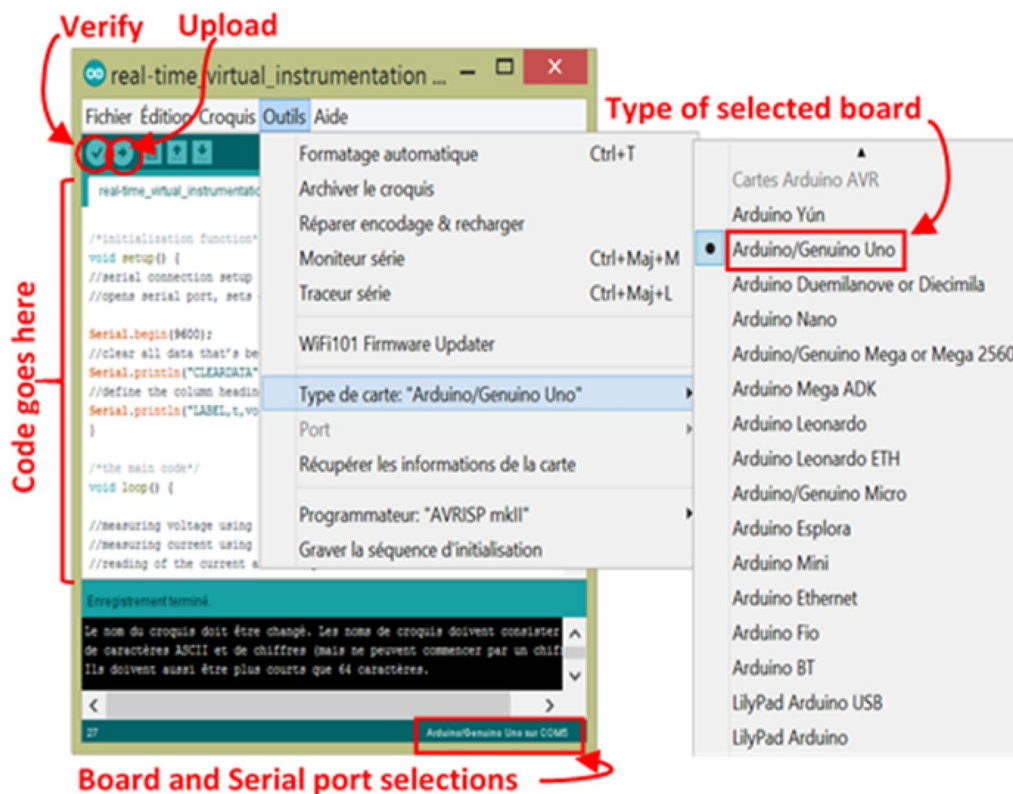 Verify Upload
real-time_virtual_instrumentation ...
Fichier Édition Croquis Outils Aide
Type of selected board
real-time_virtual_instrumentatio
Code goes here
/*initialization function*
void setup() {
//serial connection setup
//opens serial port, sets
Serial.begin(9600);
//clear all data that's be
Serial.println("CLEARDATA"
//define the column headin
Serial.println("LABEL,t,vo
}
/*the main code*/
void loop() {
//measuring voltage using
//measuring current using
//reading of the current a
Formatage automatique Ctrl+T
Archiver le croquis
Réparer encodage & recharger
Moniteur série Ctrl+Maj+M
Traceur série Ctrl+Maj+L
WiFi101 Firmware Updater
Type de carte: "Arduino/Genuino Uno"
Port
Récupérer les informations de la carte
Programmateur: "AVRISP mkII"
Graver la séquence d'initialisation
Cartes Arduino AVR
Arduino Yún
Arduino/Genuino Uno
Arduino Duemilanove or Diecimila
Arduino Nano
Arduino/Genuino Mega or Mega 2560
Arduino Mega ADK
Arduino Leonardo
Arduino Leonardo ETH
Arduino/Genuino Micro
Arduino Esplora
Arduino Mini
Arduino Ethernet
Arduino Fio
Arduino BT
LilyPad Arduino USB
LilyPad Arduino
Enregistrement terminé.
Le nom du croquis doit être changé. Les noms de croquis doivent consister
de caractères ASCII et de chiffres (mais ne peuvent commencer par un chif
Ils doivent aussi être plus courts que 64 caractères.
27 Arduino/Genuino Uno sur COM5
Board and Serial port selections